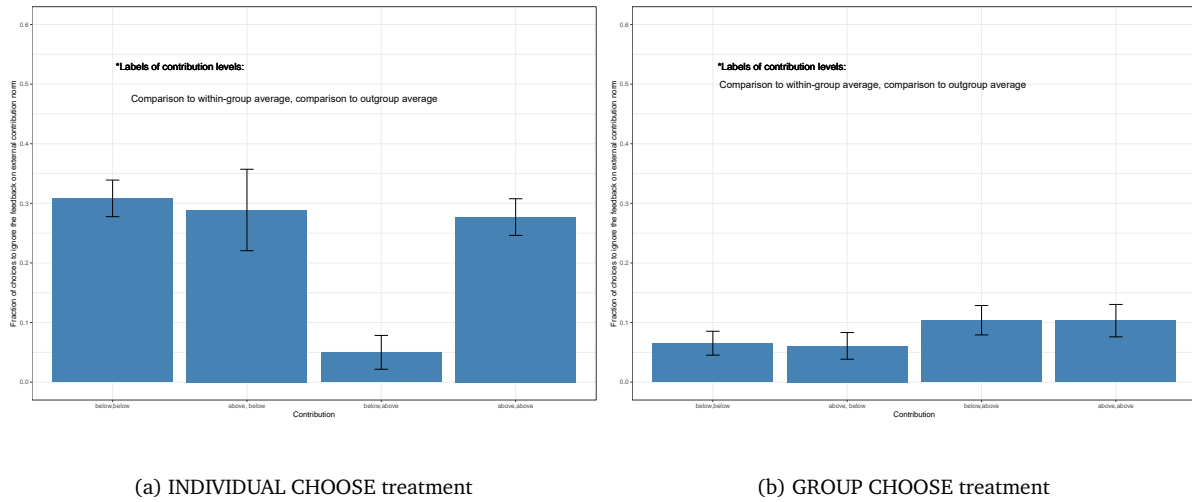 Fraction of choices to ignore the feedback on external contribution norm
0.6
0.5
0.4
0.3
0.2
0.1
0.0
*Labels of contribution levels:
Comparison to within-group average, comparison to outgroup average
below,below
above, below
below,above
above,above
Contribution
(a) INDIVIDUAL CHOOSE treatment
Fraction of choices to ignore the feedback on external contribution norm
0.6
0.5
0.4
0.3
0.2
0.1
0.0
*Labels of contribution levels:
Comparison to within-group average, comparison to outgroup average
below,below
above, below
below,above
above,above
Contribution
(b) GROUP CHOOSE treatment